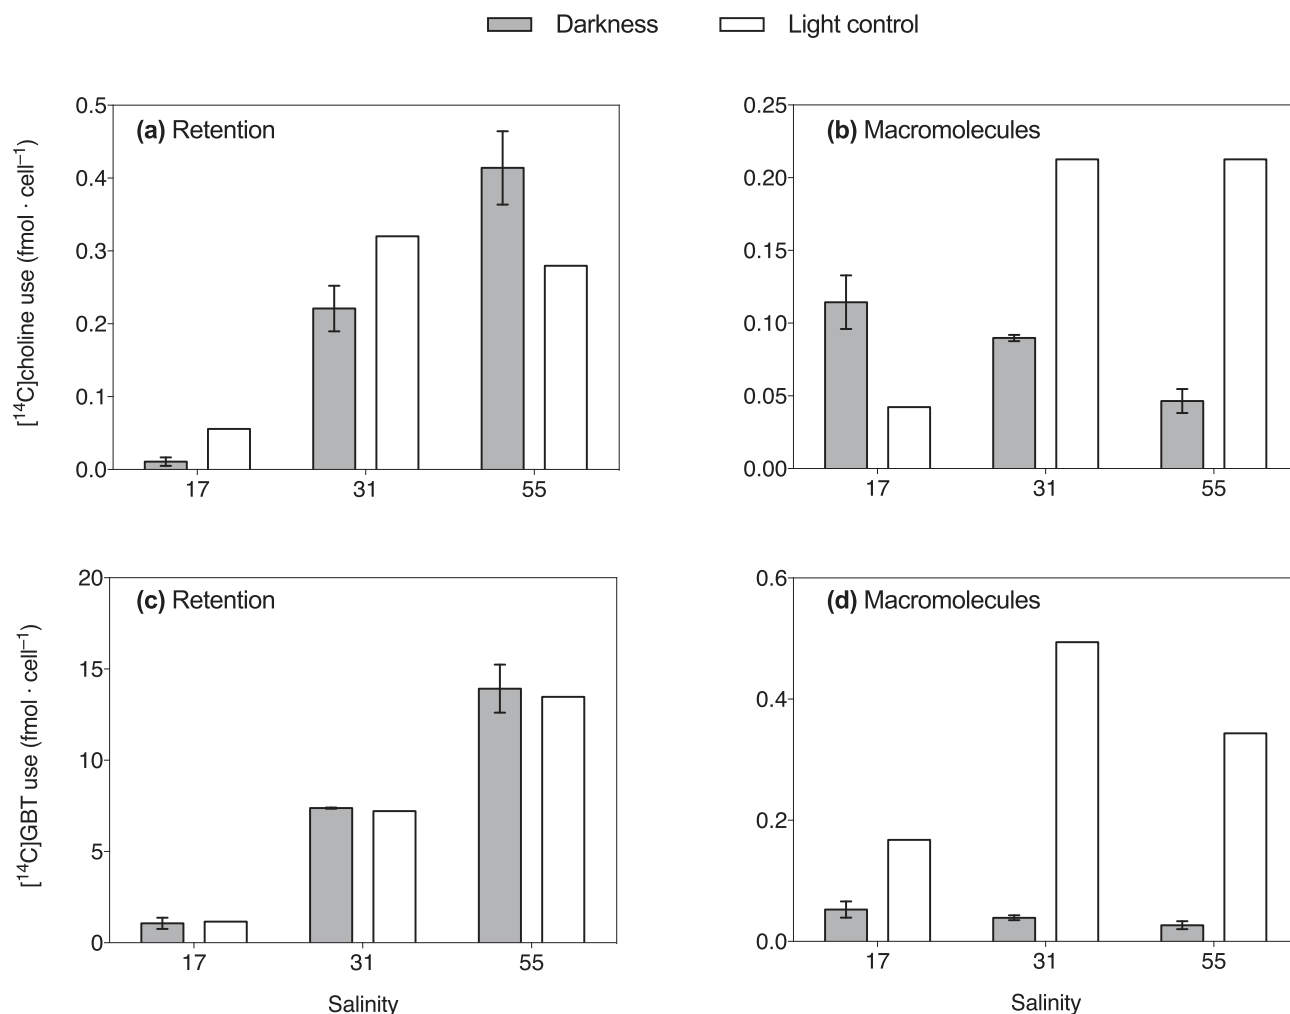 Darkness Light control
(a) Retention
[¹⁴C]choline use (fmol · cell⁻¹)
0.5
0.4
0.3
0.2
0.1
0.0
17 31 55
(b) Macromolecules
0.25
0.20
0.15
0.10
0.05
0.00
17 31 55
(c) Retention
[¹⁴C]GBT use (fmol · cell⁻¹)
20
15
10
5
0
17 31 55
Salinity
(d) Macromolecules
0.6
0.4
0.2
0.0
17 31 55
Salinity